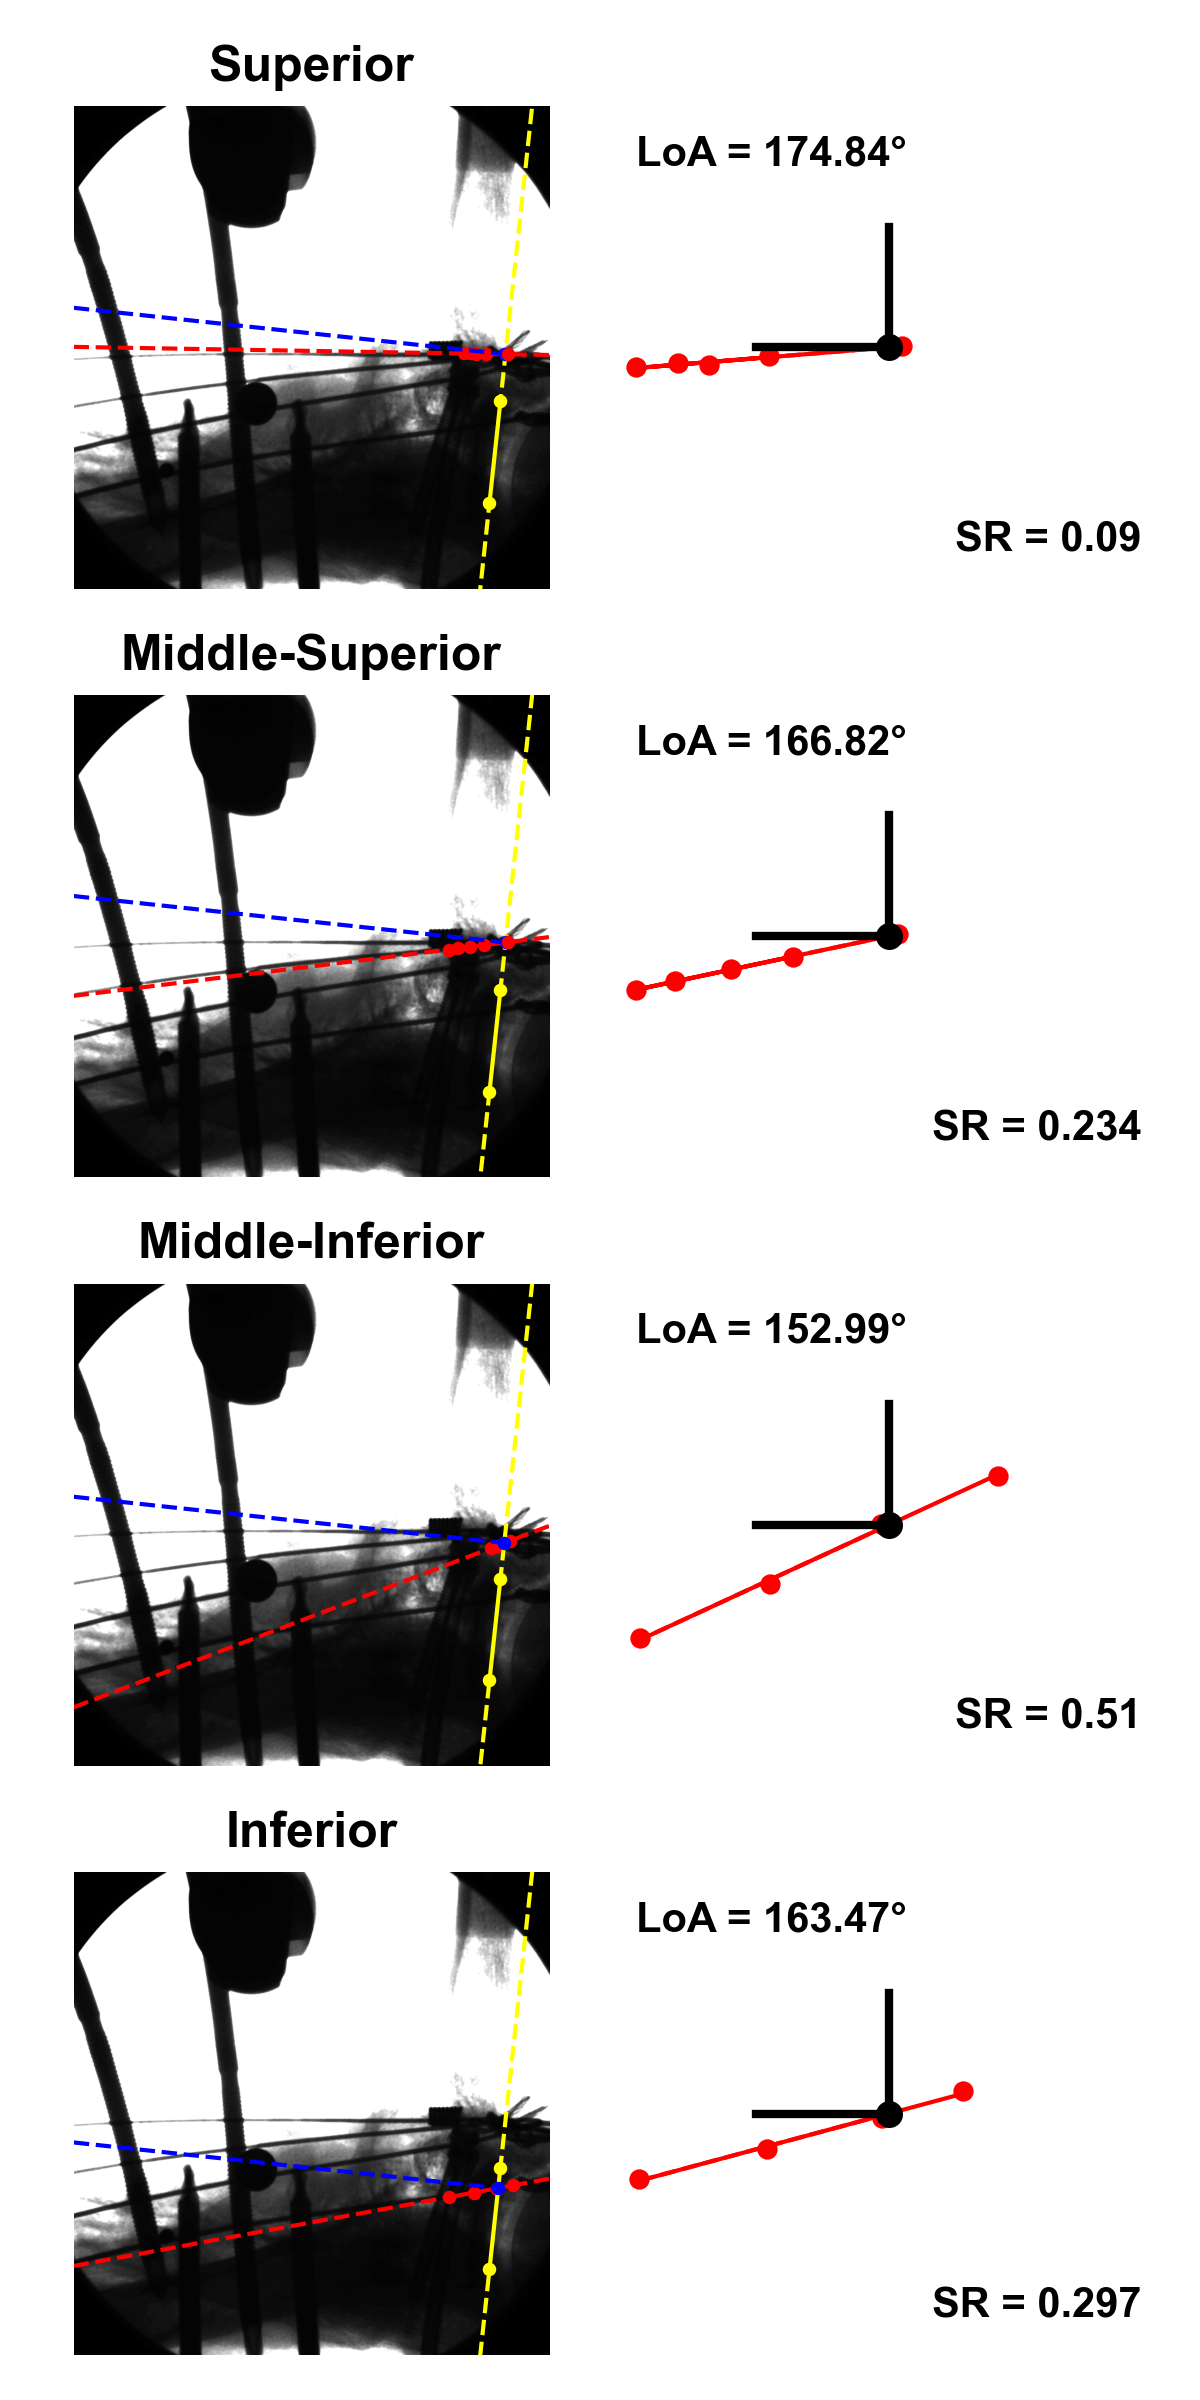 Superior
LoA = 174.84°
SR = 0.09
Middle-Superior
LoA = 166.82°
SR = 0.234
Middle-Inferior
LoA = 152.99°
SR = 0.51
Inferior
LoA = 163.47°
SR = 0.297